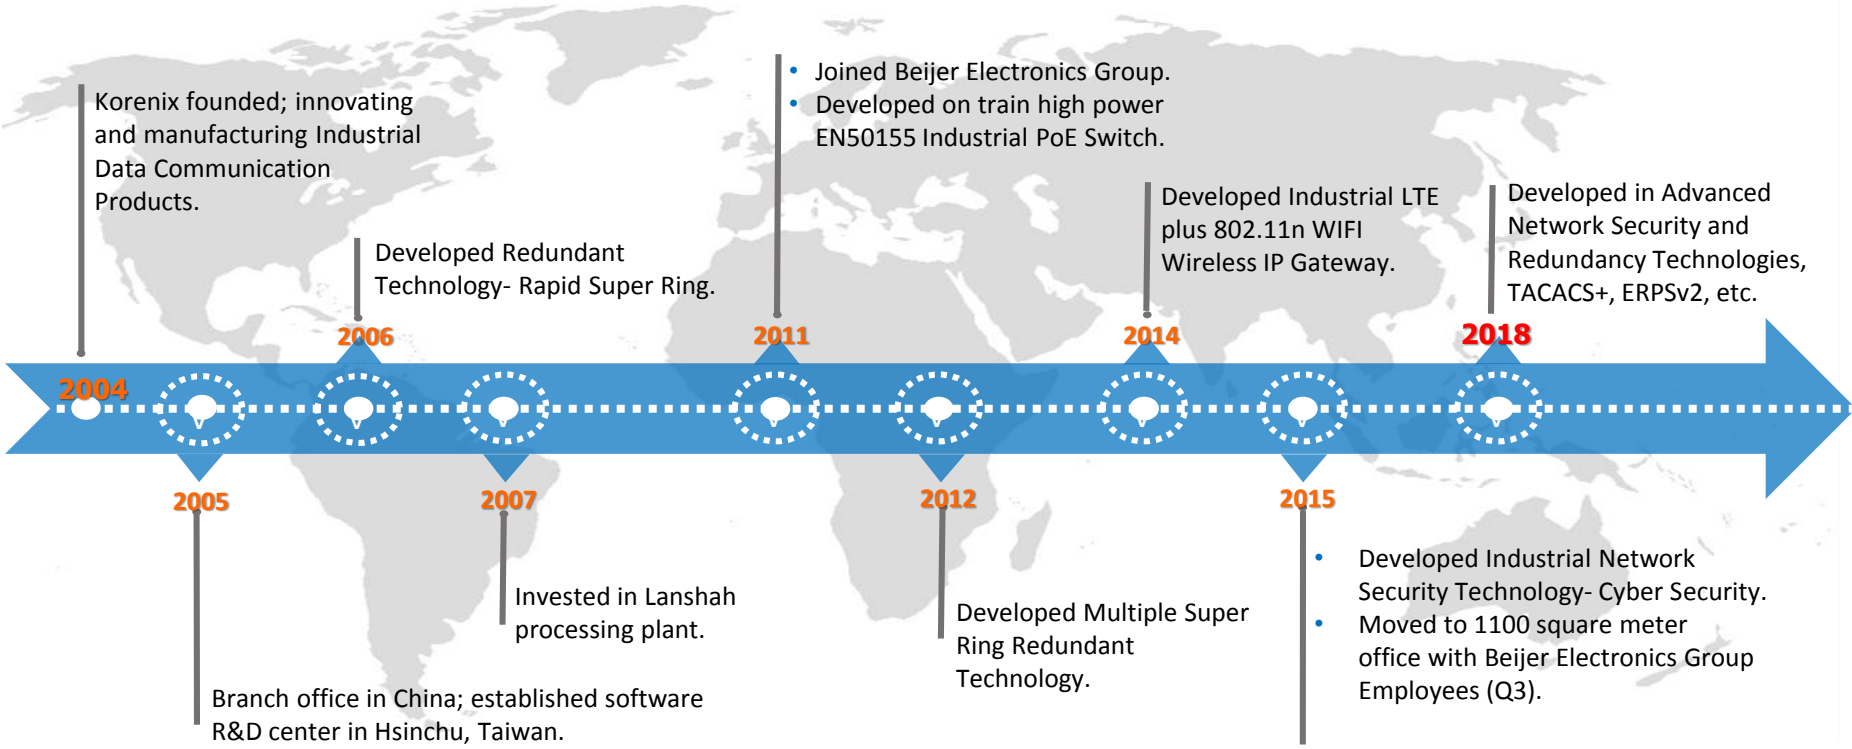 Korenix founded; innovating
and manufacturing Industrial
Data Communication
Products.
2004
Branch office in China; established software
R&D center in Hsinchu, Taiwan.
2005
Developed Redundant
Technology- Rapid Super Ring.
2006
2007
Invested in Lanshah
processing plant.
• Joined Beijer Electronics Group.
• Developed on train high power
EN50155 Industrial PoE Switch.
2011
2012
Developed Multiple Super
Ring Redundant
Technology.
Developed Industrial LTE
plus 802.11n WIFI
Wireless IP Gateway.
2014
2015
• Developed Industrial Network
Security Technology- Cyber Security.
• Moved to 1100 square meter
office with Beijer Electronics Group
Employees (Q3).
Developed in Advanced
Network Security and
Redundancy Technologies,
TACACS+, ERPSv2, etc.
2018